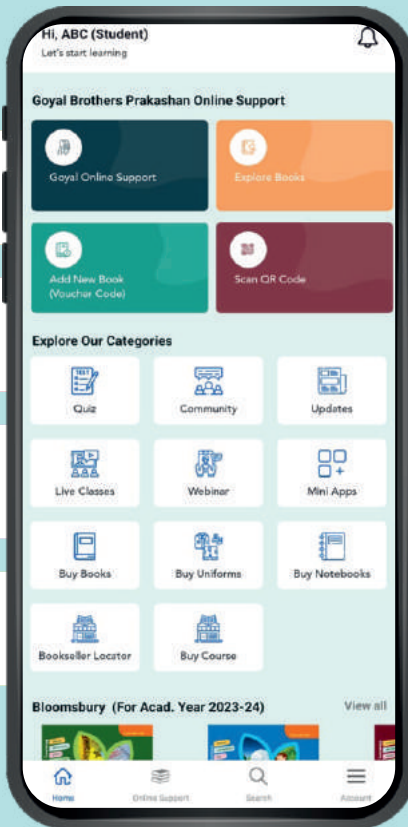 Hi, ABC (Student)
Let's start learning
Goyal Brothers Prakashan Online Support
Goyal Online Support
Explore Books
Add New Book
(Voucher Code)
Scan QR Code
Explore Our Categories
TEST
Quiz
Community
Updates
Live Classes
Webinar
Mini Apps
Buy Books
Buy Uniforms
Buy Notebooks
Bookseller Locator
Buy Course
Bloomsbury (For Acad. Year 2023-24)
View all
Home
Online Support
Search
Account